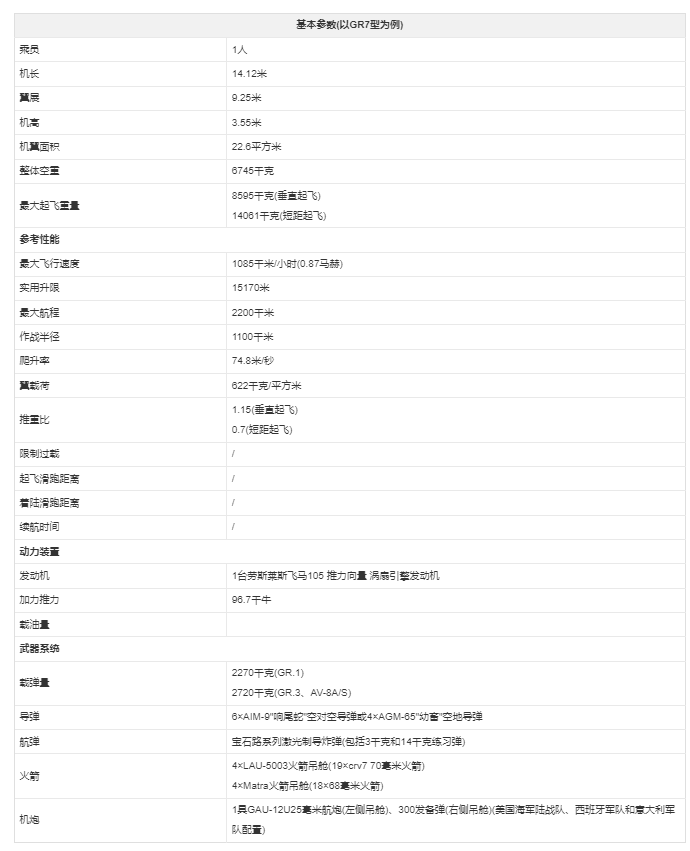 基本参数(以GR7型为例)
乘员 1人
机长 14.12米
翼展 9.25米
机高 3.55米
机翼面积 22.6平方米
整体空重 6745千克
最大起飞重量 8595千克(垂直起飞)
14061千克(短距起飞)
参考性能
最大飞行速度 1085千米/小时(0.87马赫)
实用升限 15170米
最大航程 2200千米
作战半径 1100千米
爬升率 74.8米/秒
翼载荷 622千克/平方米
推重比 1.15(垂直起飞)
0.7(短距起飞)
限制过载 /
起飞滑跑距离 /
着陆滑跑距离 /
续航时间 /
动力装置
发动机 1台劳斯莱斯飞马105 推力向量 涡扇引擎发动机
加力推力 96.7千牛
载油量
武器系统
载弹量 2270千克(GR.1)
2720千克(GR.3、AV-8A/S)
导弹 6×AIM-9"响尾蛇"空对空导弹或4×AGM-65"幼畜"空地导弹
航弹 宝石路系列激光制导炸弹(包括3千克和14千克练习弹)
火箭 4×LAU-5003火箭吊舱(19×crv7 70毫米火箭)
4×Matra火箭吊舱(18×68毫米火箭)
机炮 1具GAU-12U25毫米航炮(左侧吊舱)、300发备弹(右侧吊舱)(美国海军陆战队、西班牙军队和意大利军
队配置)